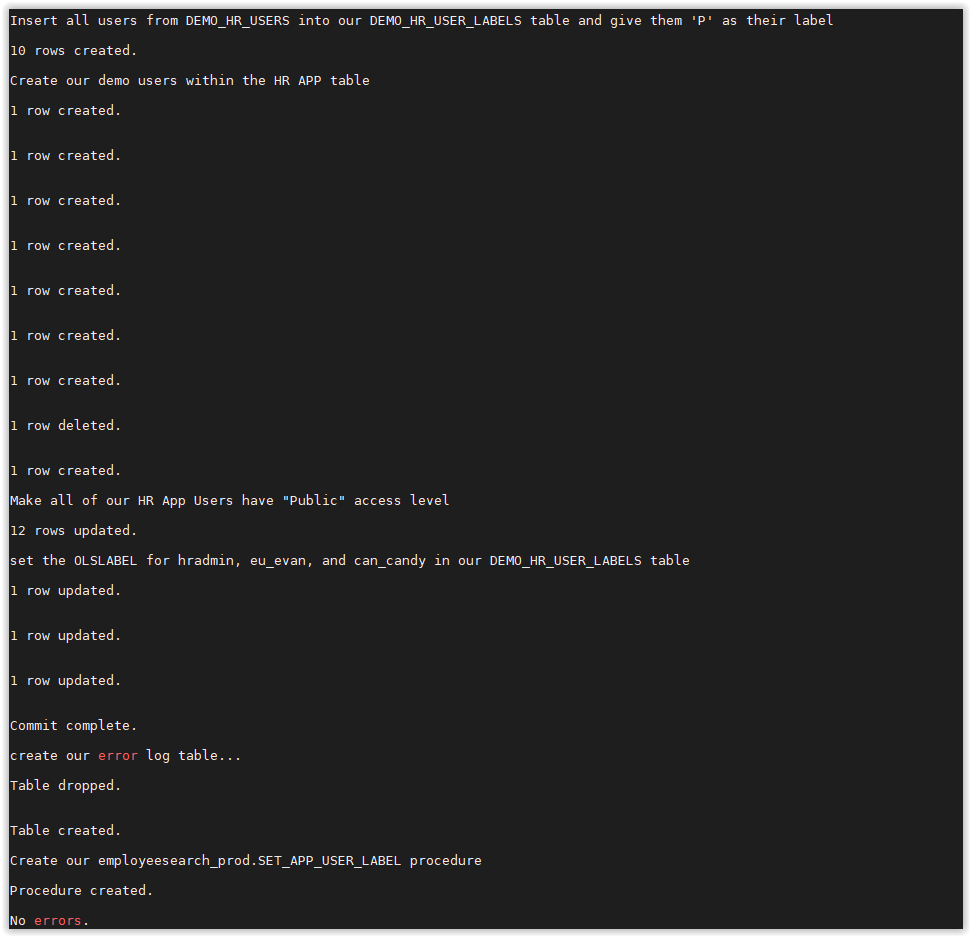 Insert all users from DEMO_HR_USERS into our DEMO_HR_USER_LABELS table and give them 'P' as their label
10 rows created.
Create our demo users within the HR APP table
1 row created.
1 row created.
1 row created.
1 row created.
1 row created.
1 row created.
1 row created.
1 row deleted.
1 row created.
Make all of our HR App Users have "Public" access level
12 rows updated.
set the OLSLABEL for hradmin, eu_evan, and can_candy in our DEMO_HR_USER_LABELS table
1 row updated.
1 row updated.
1 row updated.
Commit complete.
create our error log table...
Table dropped.
Table created.
Create our employeesearch_prod.SET_APP_USER_LABEL procedure
Procedure created.
No errors.